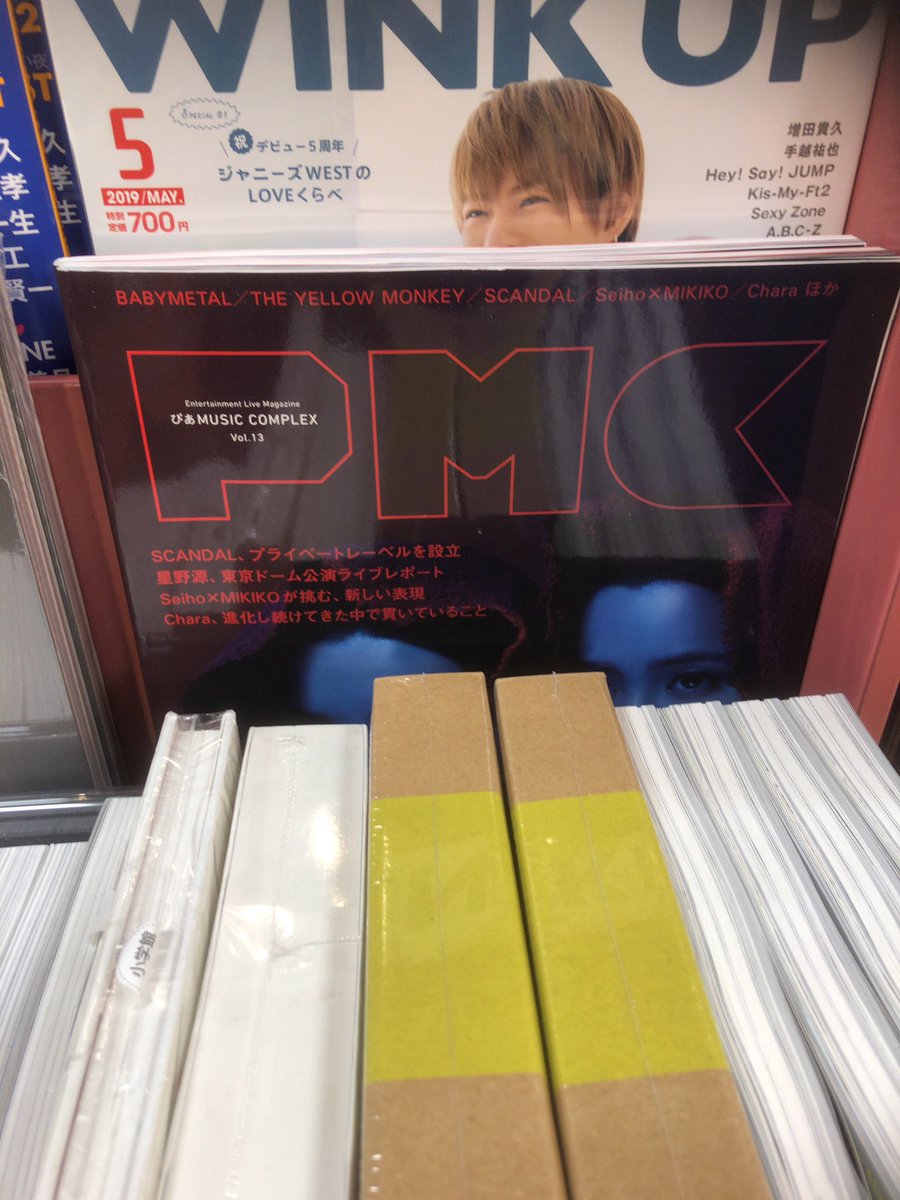 WINK UP
5
2019/MAY.
特別
定価700円
SPECIAL 01
祝 デビュー5周年
ジャニーズWESTの
LOVEくらべ
増田貴久
手越祐也
Hey! Say! JUMP
Kis-My-Ft2
Sexy Zone
A.B.C-Z
BABYMETAL/THE YELLOW MONKEY/SCANDAL/Seiho×MIKIKO/Chara ほか
PMC
Entertainment Live Magazine
ぴあMUSIC COMPLEX
Vol.13
SCANDAL、プライベートレーベルを設立
星野源、東京ドーム公演ライブレポート
Seiho×MIKIKOが挑む、新しい表現
Chara、進化し続けてきた中で貫いていること
小学館